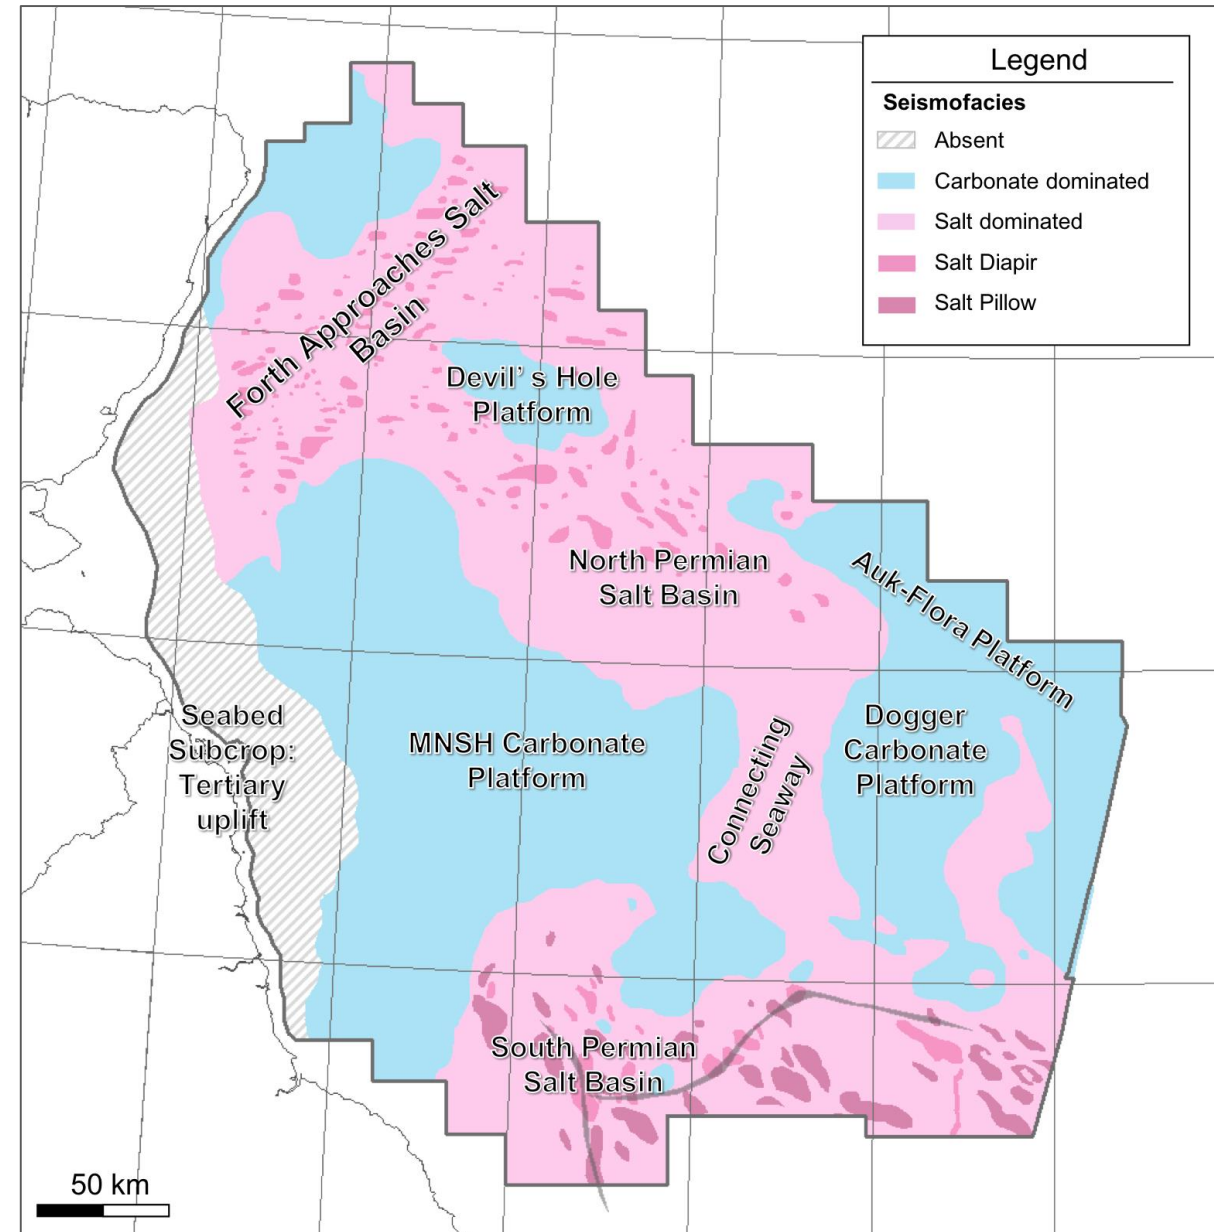 Legend
Seismofacies
Absent
Carbonate dominated
Salt dominated
Salt Diapir
Salt Pillow
Forth Approaches Salt
Basin
Devil's Hole
Platform
North Permian
Salt Basin
Auk-Flora Platform
Seabed
Subcrop:
Tertiary
uplift
MNSH Carbonate
Platform
Connecting
Seaway
Dogger
Carbonate
Platform
South Permian
Salt Basin
50 km